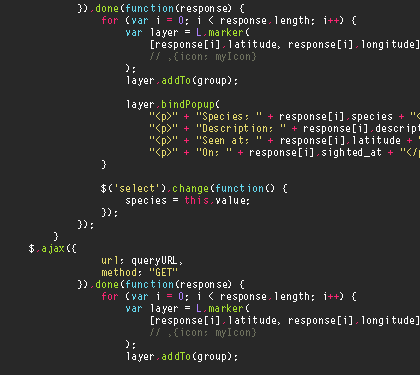 }).done(function(response) {
for (var i = 0; i < response.length; i++) {
var layer = L.marker(
[response[i].latitude, response[i].longitude]
// ,{icon: myIcon}
);
layer.addTo(group);
layer.bindPopup(
"<p>" + "Species: " + response[i].species + "<
"<p>" + "Description: " + response[i].descript
"<p>" + "Seen at: " + response[i].latitude + "
"<p>" + "On: " + response[i].sighted_at + "</p
}
$('select').change(function() {
species = this.value;
});
});
}
$.ajax({
url: queryURL,
method: "GET"
}).done(function(response) {
for (var i = 0; i < response.length; i++) {
var layer = L.marker(
[response[i].latitude, response[i].longitude]
// ,{icon: myIcon}
);
layer.addTo(group);